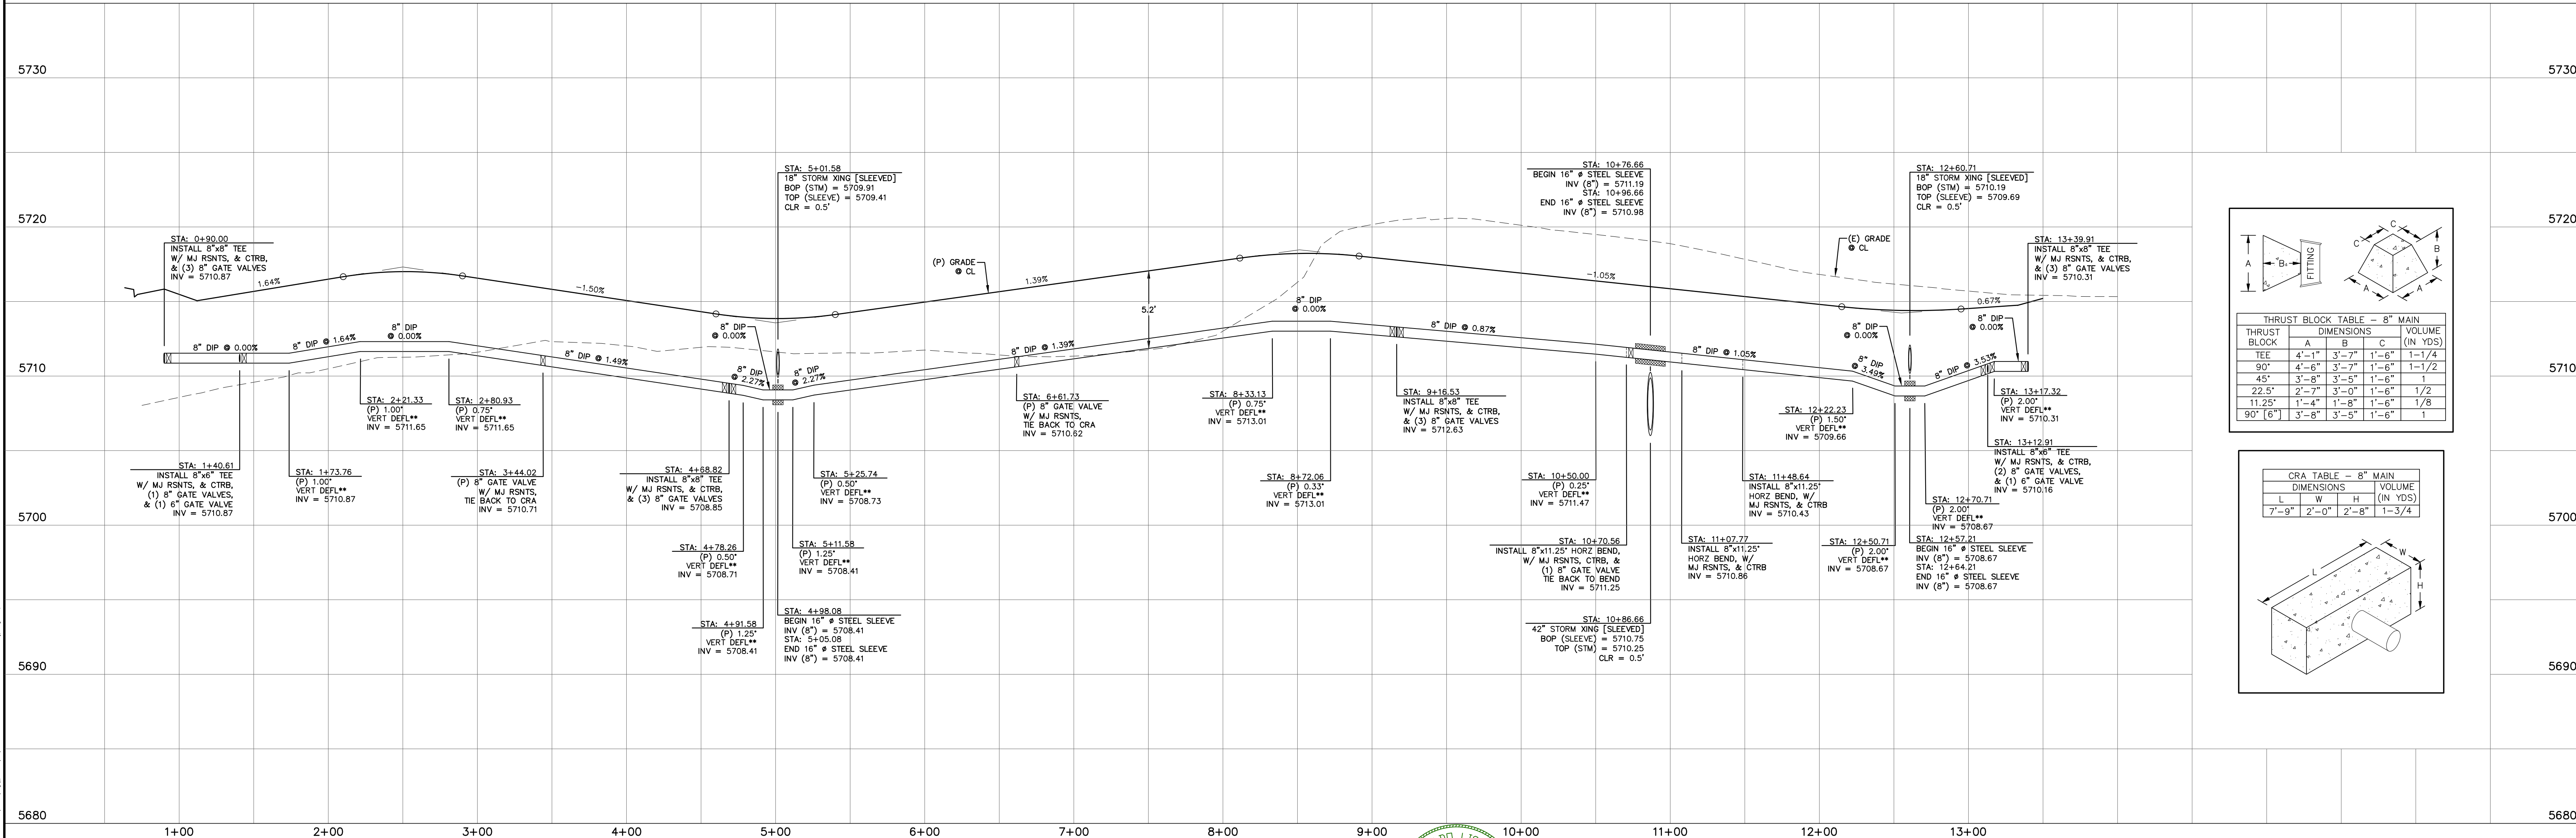 5730
5730
5720
5720
5710
5710
5700
5700
5690
5690
5680
5680
STA: 0+90.00
INSTALL 8"x8" TEE
W/ MJ RSNTS, & CTRB,
& (3) 8" GATE VALVES
INV = 5710.87
1.64%
-1.50%
STA: 5+01.58
18" STORM XING [SLEEVED]
BOP (STM) = 5709.91
TOP (SLEEVE) = 5709.41
CLR = 0.5'
(P) GRADE
@ CL
1.39%
5.2'
STA: 10+76.66
BEGIN 16" ø STEEL SLEEVE
INV (8") = 5711.19
STA: 10+96.66
END 16" ø STEEL SLEEVE
INV (8") = 5710.98
-1.05%
(E) GRADE
@ CL
STA: 12+60.71
18" STORM XING [SLEEVED]
BOP (STM) = 5710.19
TOP (SLEEVE) = 5709.69
CLR = 0.5'
0.67%
STA: 13+39.91
INSTALL 8"x8" TEE
W/ MJ RSNTS, & CTRB,
& (3) 8" GATE VALVES
INV = 5710.31
8" DIP @ 0.00%
8" DIP @ 1.64%
8" DIP
@ 0.00%
8" DIP @ 1.49%
8" DIP
@ 2.27%
8" DIP
@ 0.00%
8" DIP
@ 2.27%
8" DIP @ 1.39%
8" DIP
@ 0.00%
8" DIP @ 0.87%
8" DIP @ 1.05%
8" DIP
@ 3.49%
8" DIP
@ 0.00%
8" DIP @ 3.53%
8" DIP
@ 0.00%
STA: 1+40.61
INSTALL 8"x6" TEE
W/ MJ RSNTS, & CTRB,
(1) 8" GATE VALVES,
& (1) 6" GATE VALVE
INV = 5710.87
STA: 1+73.76
(P) 1.00°
VERT DEFL**
INV = 5710.87
STA: 2+21.33
(P) 1.00°
VERT DEFL**
INV = 5711.65
STA: 2+80.93
(P) 0.75°
VERT DEFL**
INV = 5711.65
STA: 3+44.02
(P) 8" GATE VALVE
W/ MJ RSNTS,
TIE BACK TO CRA
INV = 5710.71
STA: 4+68.82
INSTALL 8"x8" TEE
W/ MJ RSNTS, & CTRB,
& (3) 8" GATE VALVES
INV = 5708.85
STA: 4+78.26
(P) 0.50°
VERT DEFL**
INV = 5708.71
STA: 4+91.58
(P) 1.25°
VERT DEFL**
INV = 5708.41
STA: 4+98.08
BEGIN 16" ø STEEL SLEEVE
INV (8") = 5708.41
STA: 5+05.08
END 16" ø STEEL SLEEVE
INV (8") = 5708.41
STA: 5+11.58
(P) 1.25°
VERT DEFL**
INV = 5708.41
STA: 5+25.74
(P) 0.50°
VERT DEFL**
INV = 5708.73
STA: 6+61.73
(P) 8" GATE VALVE
W/ MJ RSNTS,
TIE BACK TO CRA
INV = 5710.62
STA: 8+33.13
(P) 0.75°
VERT DEFL**
INV = 5713.01
STA: 8+72.06
(P) 0.33°
VERT DEFL**
INV = 5713.01
STA: 9+16.53
INSTALL 8"x8" TEE
W/ MJ RSNTS, & CTRB,
& (3) 8" GATE VALVES
INV = 5712.63
STA: 10+50.00
(P) 0.25°
VERT DEFL**
INV = 5711.47
STA: 10+70.56
INSTALL 8"x11.25° HORZ BEND,
W/ MJ RSNTS, CTRB, &
(1) 8" GATE VALVE
TIE BACK TO BEND
INV = 5711.25
STA: 10+86.66
42" STORM XING [SLEEVED]
BOP (SLEEVE) = 5710.75
TOP (STM) = 5710.25
CLR = 0.5'
STA: 11+07.77
INSTALL 8"x11.25°
HORZ BEND, W/
MJ RSNTS, & CTRB
INV = 5710.86
STA: 11+48.64
INSTALL 8"x11.25°
HORZ BEND, W/
MJ RSNTS, & CTRB
INV = 5710.43
STA: 12+22.23
(P) 1.50°
VERT DEFL**
INV = 5709.66
STA: 12+50.71
(P) 2.00°
VERT DEFL**
INV = 5708.67
STA: 12+57.21
BEGIN 16" ø STEEL SLEEVE
INV (8") = 5708.67
STA: 12+64.21
END 16" ø STEEL SLEEVE
INV (8") = 5708.67
STA: 12+70.71
(P) 2.00°
VERT DEFL**
INV = 5708.67
STA: 13+12.91
INSTALL 8"x6" TEE
W/ MJ RSNTS, & CTRB,
(2) 8" GATE VALVES,
& (1) 6" GATE VALVE
INV = 5710.16
STA: 13+17.32
(P) 2.00°
VERT DEFL**
INV = 5710.31
A
B
FITTING
C
C
B
A
A
THRUST BLOCK TABLE - 8" MAIN
THRUST BLOCK DIMENSIONS VOLUME (IN YDS)
A B C
TEE 4'-1" 3'-7" 1'-6" 1-1/4
90° 4'-6" 3'-7" 1'-6" 1-1/2
45° 3'-8" 3'-5" 1'-6" 1
22.5° 2'-7" 3'-0" 1'-6" 1/2
11.25° 1'-4" 1'-8" 1'-6" 1/8
90° [6"] 3'-8" 3'-5" 1'-6" 1
CRA TABLE - 8" MAIN
DIMENSIONS VOLUME (IN YDS)
L W H
7'-9" 2'-0" 2'-8" 1-3/4
L
W
H
1+00 2+00 3+00 4+00 5+00 6+00 7+00 8+00 9+00 10+00 11+00 12+00 13+00